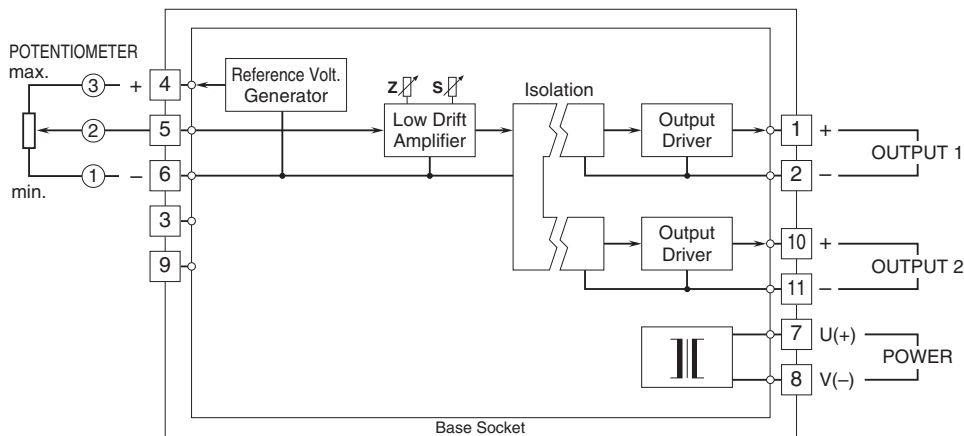 POTENTIOMETER
max.
3 + 4
2 5
1 – 6
min.
3
9
Reference Volt.
Generator
Z S
Low Drift
Amplifier
Isolation
Output
Driver
1 +
OUTPUT 1
2 –
Output
Driver
10 +
OUTPUT 2
11 –
7 U(+)
POWER
8 V(–)
Base Socket